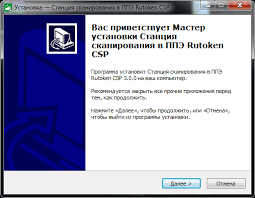 Установка — Станция сканирования в ППЭ Rutoken CSP
Вас приветствует Мастер
установки Станция
сканирования в ППЭ Rutoken
CSP
Программа установит Станция сканирования в ППЭ Rutoken
CSP 3.0.0 на ваш компьютер.
Рекомендуется закрыть все прочие приложения перед
тем, как продолжить.
Нажмите «Далее», чтобы продолжить, или «Отмена»,
чтобы выйти из программы установки.
Далее >
Отмена